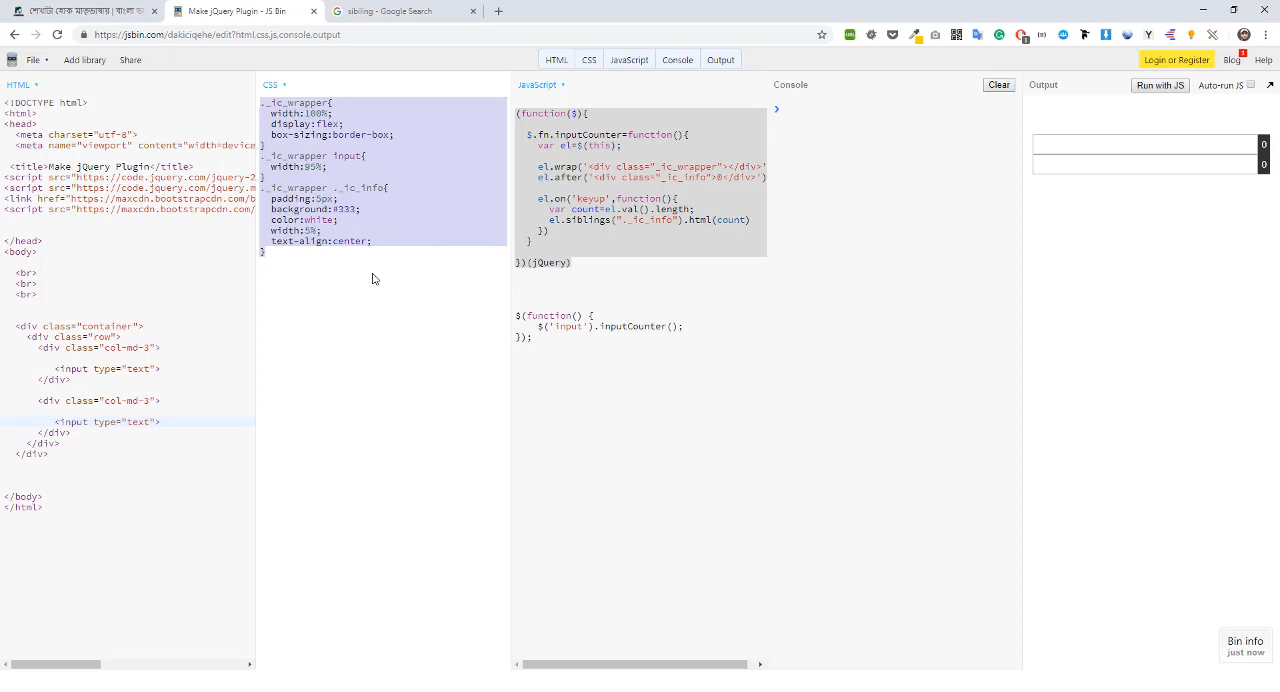 শেখাটা হোক মাতৃভাষায় | বাংলা ভা
Make jQuery Plugin - JS Bin
sibiling - Google Search
https://jsbin.com/dakiciqehe/edit?html,css,js,console,output
File
Add library
Share
HTML
CSS
JavaScript
Console
Output
Login or Register
Blog
1
Help
HTML
<!DOCTYPE html>
<html>
<head>
<meta charset="utf-8">
<meta name="viewport" content="width=device
<title>Make jQuery Plugin</title>
<script src="https://code.jquery.com/jquery-2
<script src="https://code.jquery.com/jquery.m
<link href="https://maxcdn.bootstrapcdn.com/b
<script src="https://maxcdn.bootstrapcdn.com/
</head>
<body>
<br>
<br>
<br>
<div class="container">
<div class="row">
<div class="col-md-3">
<input type="text">
</div>
<div class="col-md-3">
<input type="text">
</div>
</div>
</div>
</body>
</html>
CSS
._ic_wrapper{
width:100%;
display:flex;
box-sizing:border-box;
}
._ic_wrapper input{
width:95%;
}
._ic_wrapper ._ic_info{
padding:5px;
background:#333;
color:white;
width:5%;
text-align:center;
}
JavaScript
(function($){
$.fn.inputCounter=function(){
var el=$(this);
el.wrap('<div class="_ic_wrapper"></div>'
el.after('<div class="_ic_info">0</div>')
el.on('keyup',function(){
var count=el.val().length;
el.siblings("._ic_info").html(count)
})
}
})(jQuery)
$(function() {
$('input').inputCounter();
});
Console
Clear
Output
Run with JS
Auto-run JS
0
0
Bin info
just now